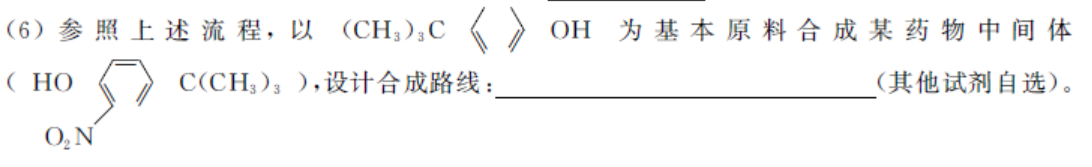 (6)参照上述流程,以 (CH₃)₃C OH 为基本原料合成某药物中间体
( HO C(CH₃)₃ ),设计合成路线:____________(其他试剂自选)。
O₂N